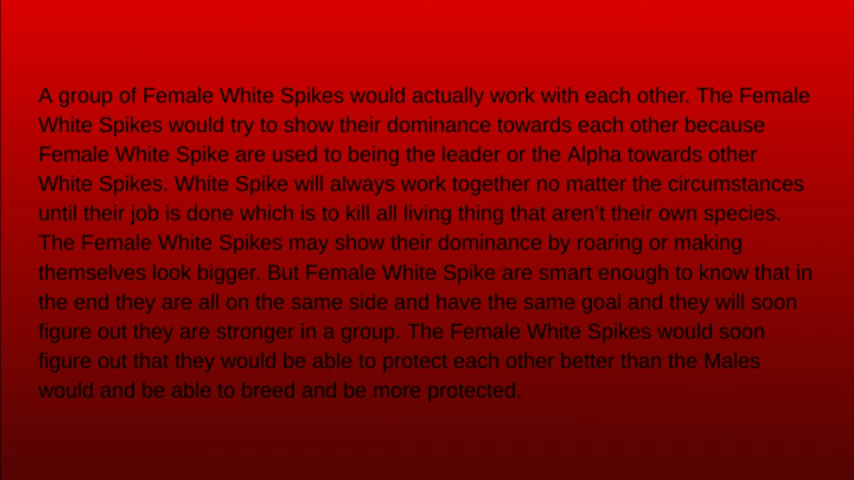 A group of Female White Spikes would actually work with each other. The Female
White Spikes would try to show their dominance towards each other because
Female White Spike are used to being the leader or the Alpha towards other
White Spikes. White Spike will always work together no matter the circumstances
until their job is done which is to kill all living thing that aren’t their own species.
The Female White Spikes may show their dominance by roaring or making
themselves look bigger. But Female White Spike are smart enough to know that in
the end they are all on the same side and have the same goal and they will soon
figure out they are stronger in a group. The Female White Spikes would soon
figure out that they would be able to protect each other better than the Males
would and be able to breed and be more protected.